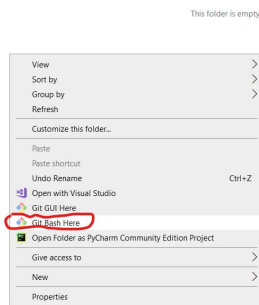 This folder is empty
View
Sort by
Group by
Refresh
Customize this folder...
Paste
Paste shortcut
Undo Rename Ctrl+Z
Open with Visual Studio
Git GUI Here
Git Bash Here
Open Folder as PyCharm Community Edition Project
Give access to
New
Properties